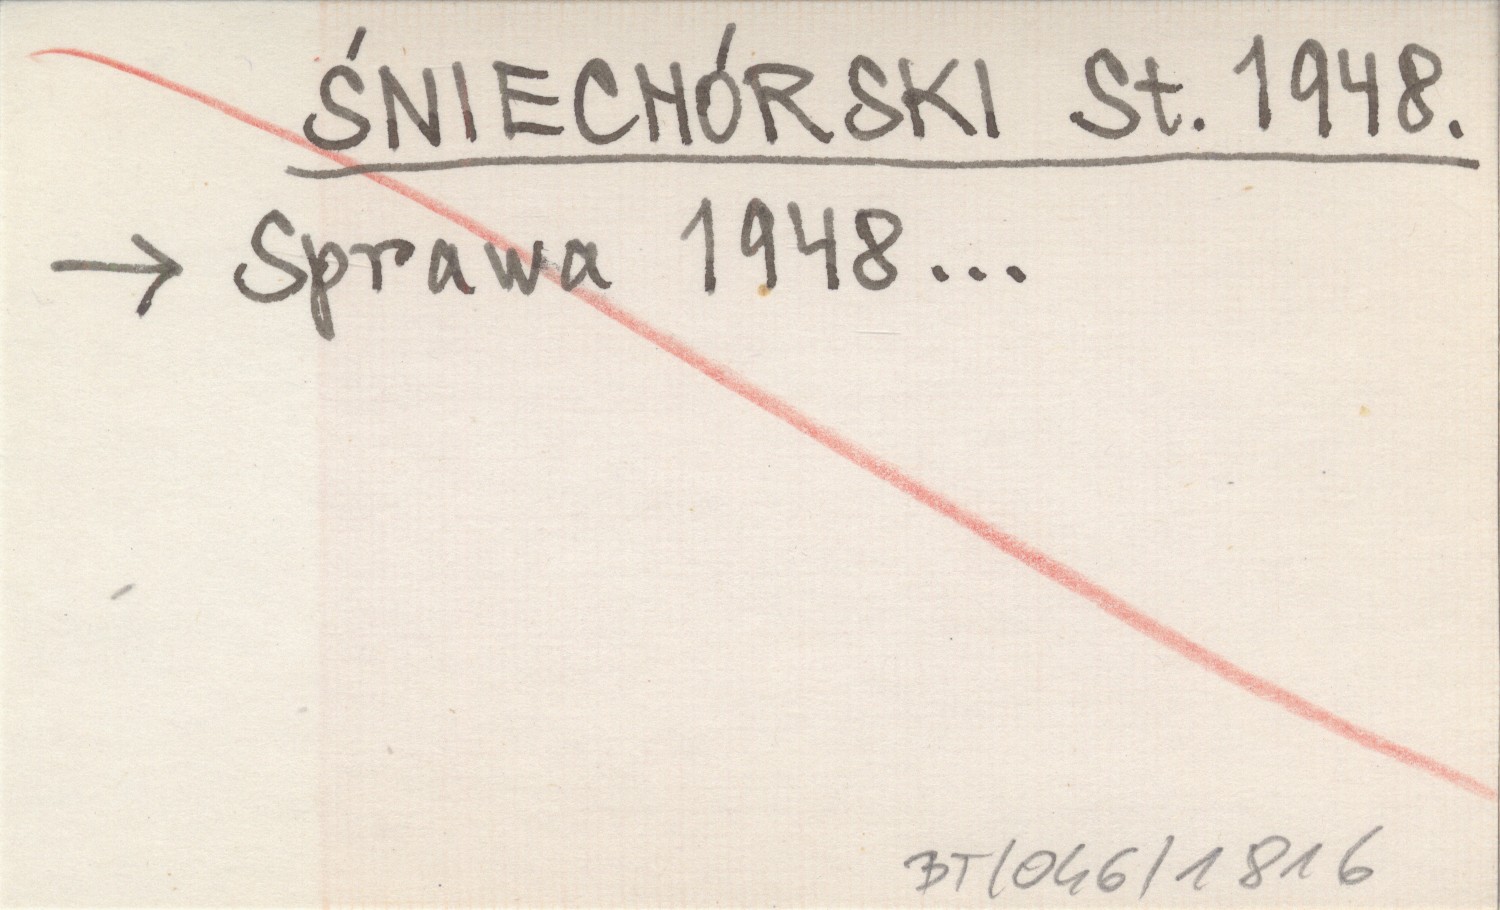 ŚNIECHÓRSKI St. 1948.
→ Sprawa 1948...
BT/046/1816